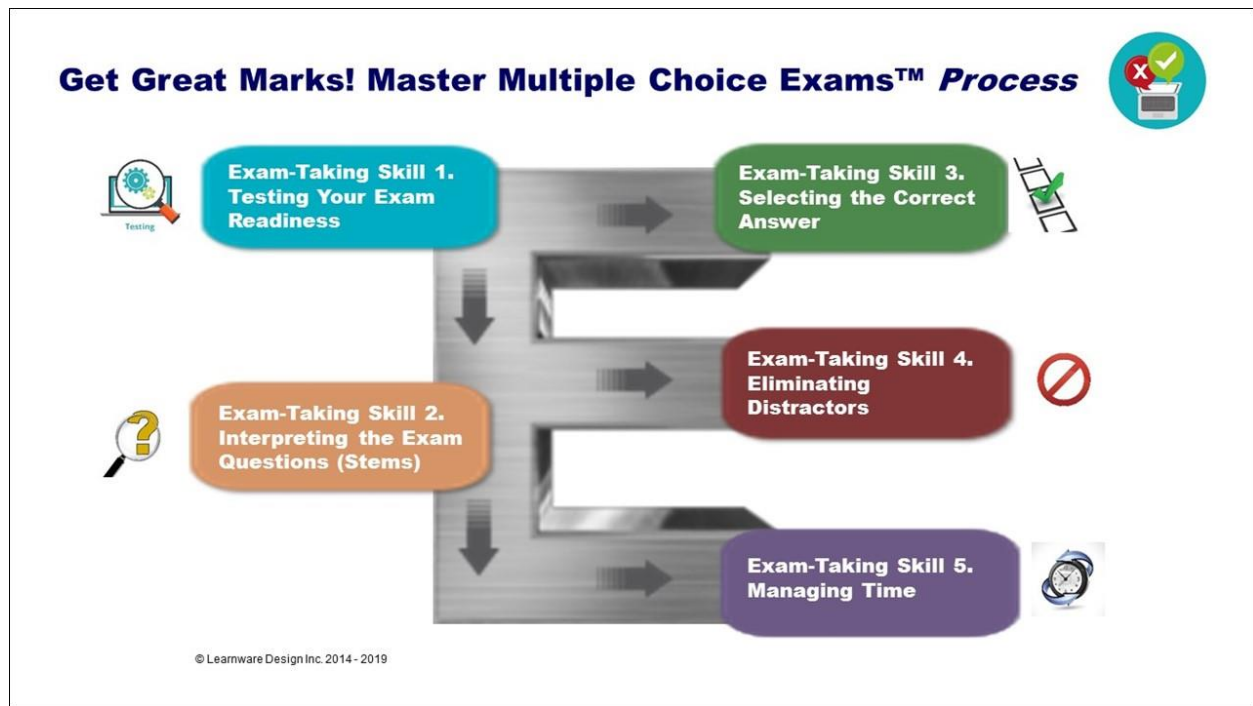 Get Great Marks! Master Multiple Choice Exams™ Process
Exam-Taking Skill 1.
Testing Your Exam
Readiness
Testing
Exam-Taking Skill 2.
Interpreting the Exam
Questions (Stems)
Exam-Taking Skill 3.
Selecting the Correct
Answer
Exam-Taking Skill 4.
Eliminating
Distractors
Exam-Taking Skill 5.
Managing Time
© Learnware Design Inc. 2014 - 2019